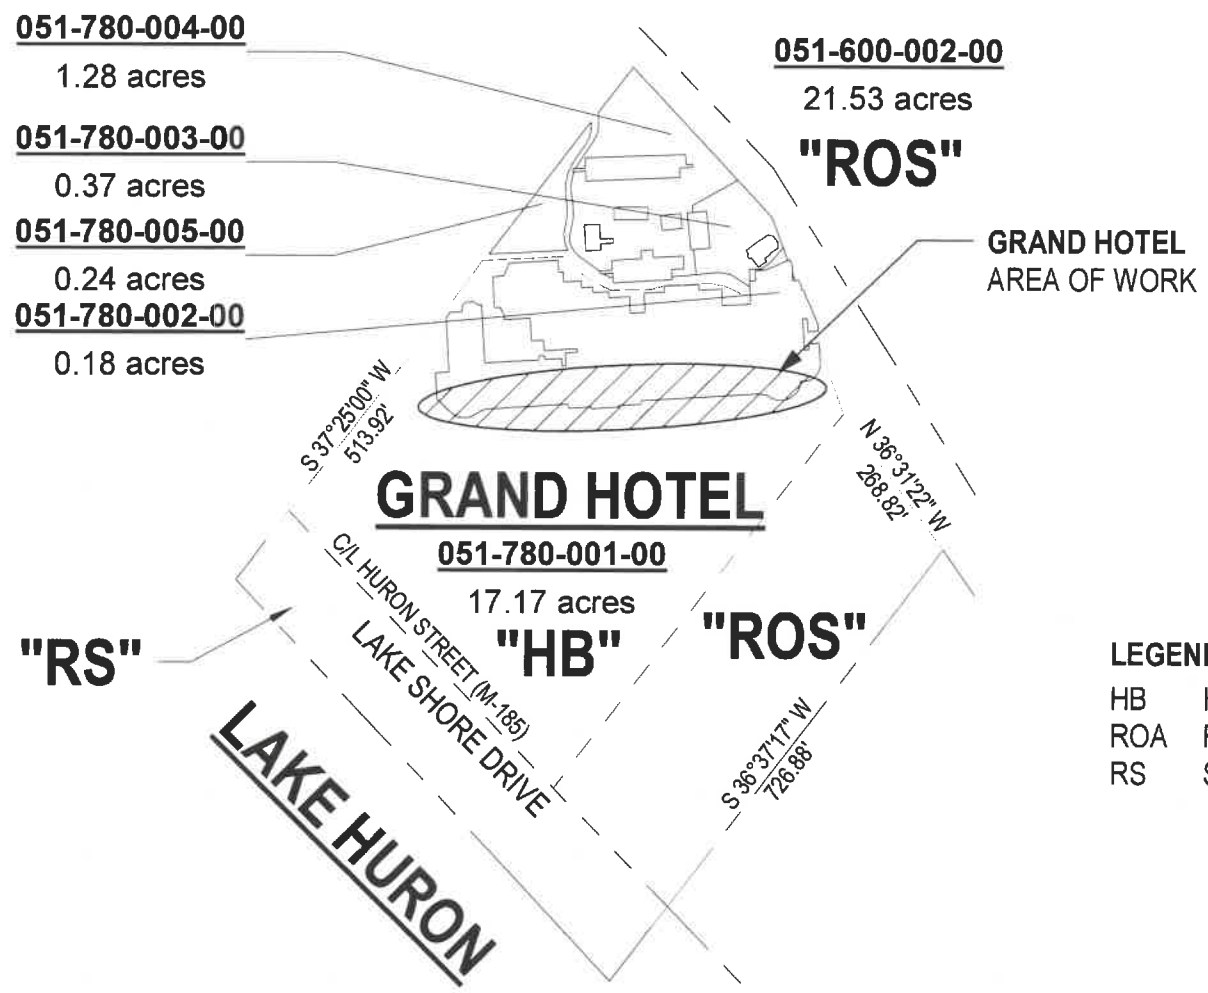 051-780-004-00
1.28 acres
051-780-003-00
0.37 acres
051-780-005-00
0.24 acres
051-780-002-00
0.18 acres
051-600-002-00
21.53 acres
"ROS"
GRAND HOTEL
AREA OF WORK
S 37°25'00" W
513.92'
N 36°31'22" W
268.82'
GRAND HOTEL
051-780-001-00
17.17 acres
"HB"
"ROS"
C/L HURON STREET (M-185)
LAKE SHORE DRIVE
"RS"
LAKE HURON
S 36°37'17" W
726.88'
LEGEN
HB
ROA
RS